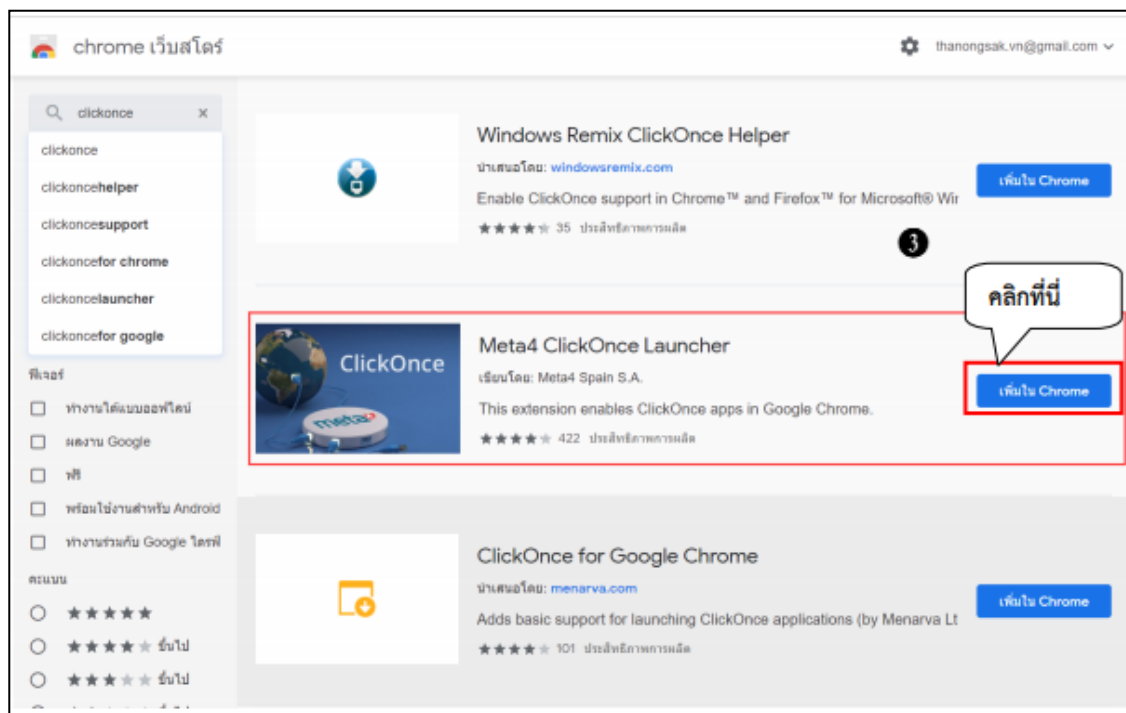 chrome เว็บสโตร์
thanongsak.vn@gmail.com
clickonce ×
clickonce
clickoncehelper
clickoncesupport
clickoncefor chrome
clickoncelauncher
clickoncefor google
ฟีเจอร์
ทำงานได้แบบออฟไลน์
ผลงาน Google
ฟรี
พร้อมใช้งานสำหรับ Android
ทำงานร่วมกับ Google ไดรฟ์
คะแนน
★★★★★
★★★★★ ขึ้นไป
★★★★★ ขึ้นไป
Windows Remix ClickOnce Helper
นำเสนอโดย: windowsremix.com
Enable ClickOnce support in Chrome™ and Firefox™ for Microsoft® Wir
★★★★★ 35 ประสิทธิภาพการผลิต
เพิ่มใน Chrome
3
คลิกที่นี่
ClickOnce
meta4
Meta4 ClickOnce Launcher
เขียนโดย: Meta4 Spain S.A.
This extension enables ClickOnce apps in Google Chrome.
★★★★★ 422 ประสิทธิภาพการผลิต
เพิ่มใน Chrome
ClickOnce for Google Chrome
นำเสนอโดย: menarva.com
Adds basic support for launching ClickOnce applications (by Menarva Lt
★★★★★ 101 ประสิทธิภาพการผลิต
เพิ่มใน Chrome